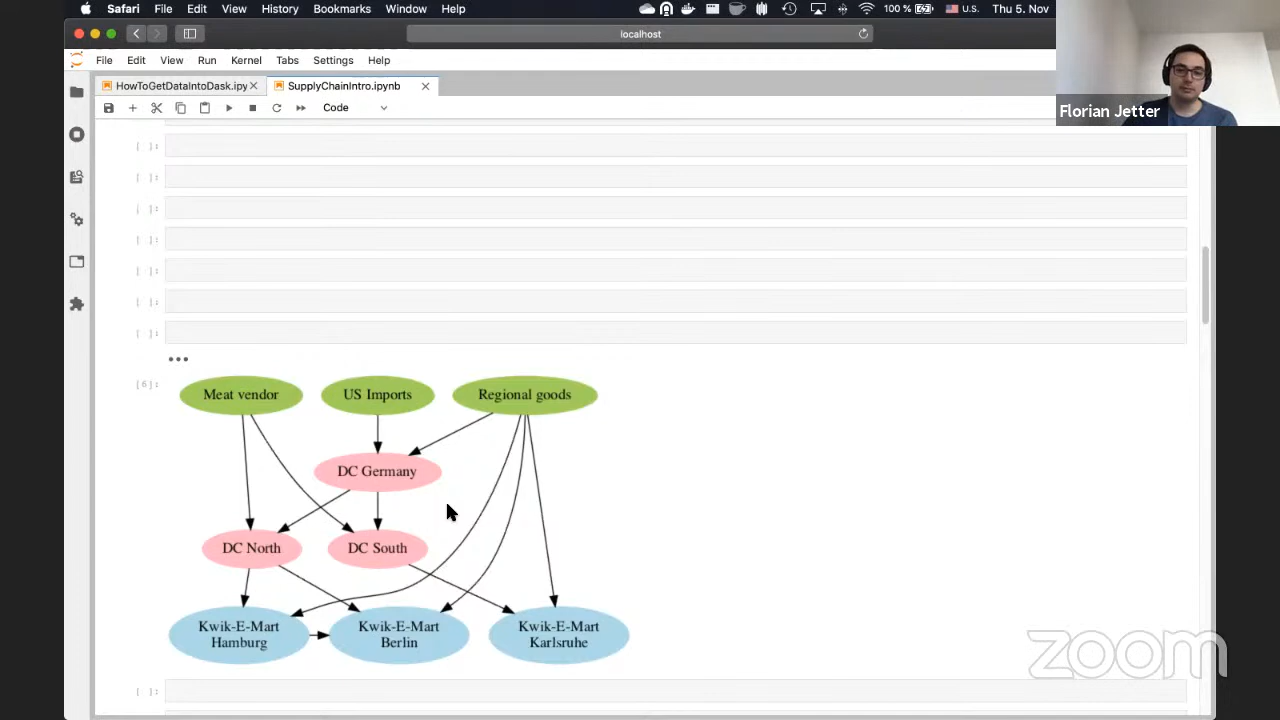 Safari File Edit View History Bookmarks Window Help 100 % U.S. Thu 5. Nov
localhost
File Edit View Run Kernel Tabs Settings Help
Florian Jetter
HowToGetDataIntoDask.ipy SupplyChainIntro.ipynb
Code
[ ]:
[ ]:
[ ]:
[ ]:
[ ]:
[ ]:
[ ]:
[6]:
Meat vendor US Imports Regional goods
DC Germany
DC North DC South
Kwik-E-Mart Hamburg
Kwik-E-Mart Berlin
Kwik-E-Mart Karlsruhe
zoom
[ ]: